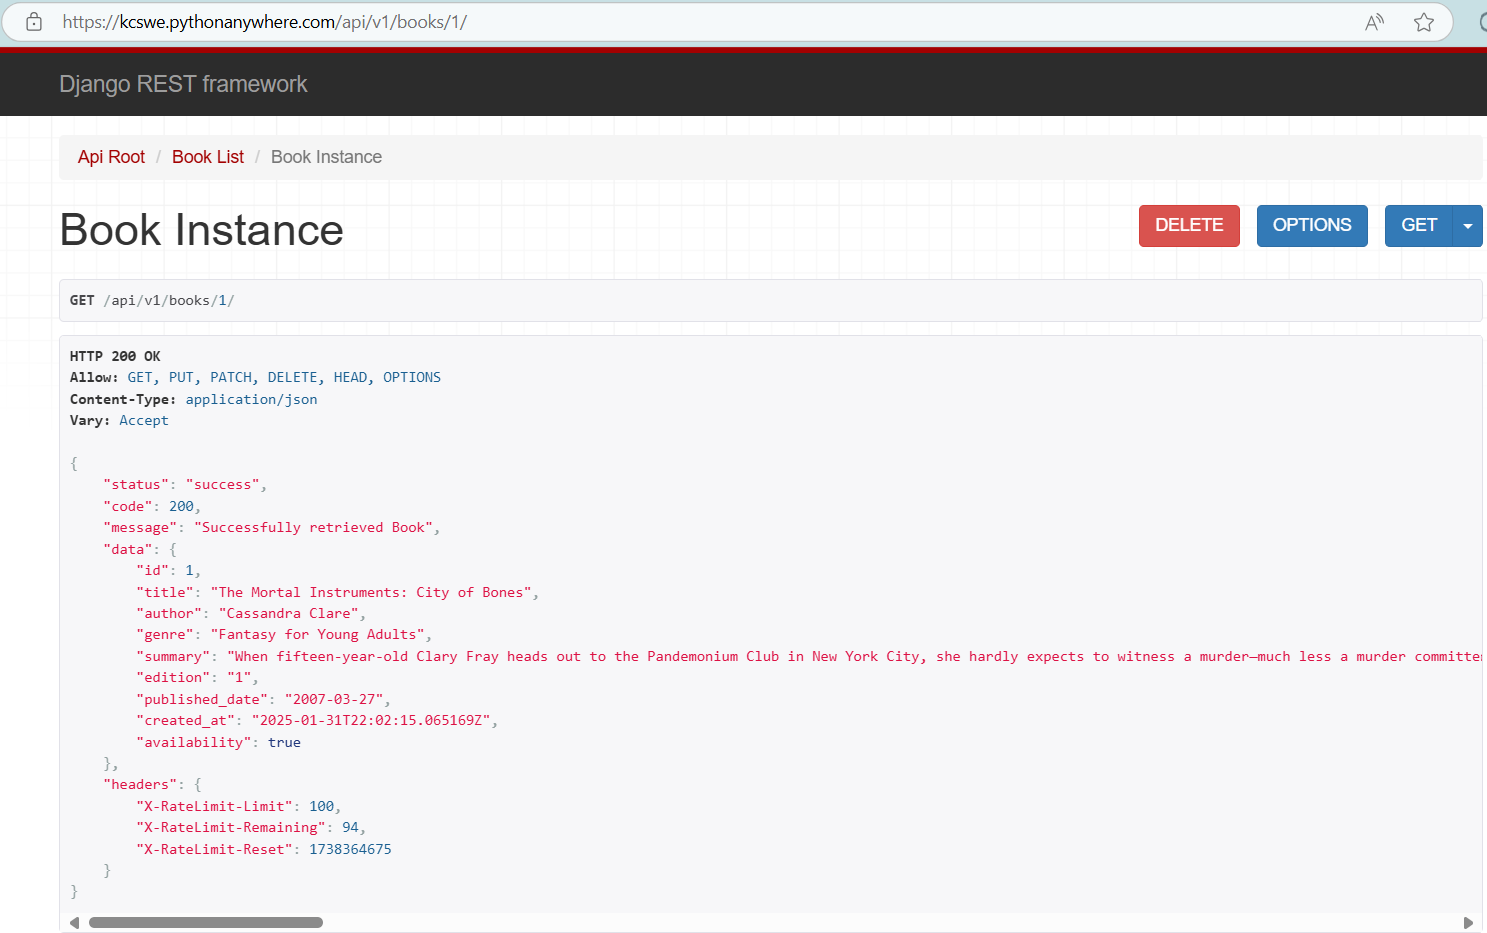 https://kcswe.pythonanywhere.com/api/v1/books/1/
Django REST framework
Api Root / Book List / Book Instance
Book Instance
DELETE
OPTIONS
GET
GET /api/v1/books/1/
HTTP 200 OK
Allow: GET, PUT, PATCH, DELETE, HEAD, OPTIONS
Content-Type: application/json
Vary: Accept
{
    "status": "success",
    "code": 200,
    "message": "Successfully retrieved Book",
    "data": {
        "id": 1,
        "title": "The Mortal Instruments: City of Bones",
        "author": "Cassandra Clare",
        "genre": "Fantasy for Young Adults",
        "summary": "When fifteen-year-old Clary Fray heads out to the Pandemonium Club in New York City, she hardly expects to witness a murder—much less a murder committe
        "edition": "1",
        "published_date": "2007-03-27",
        "created_at": "2025-01-31T22:02:15.065169Z",
        "availability": true
    },
    "headers": {
        "X-RateLimit-Limit": 100,
        "X-RateLimit-Remaining": 94,
        "X-RateLimit-Reset": 1738364675
    }
}